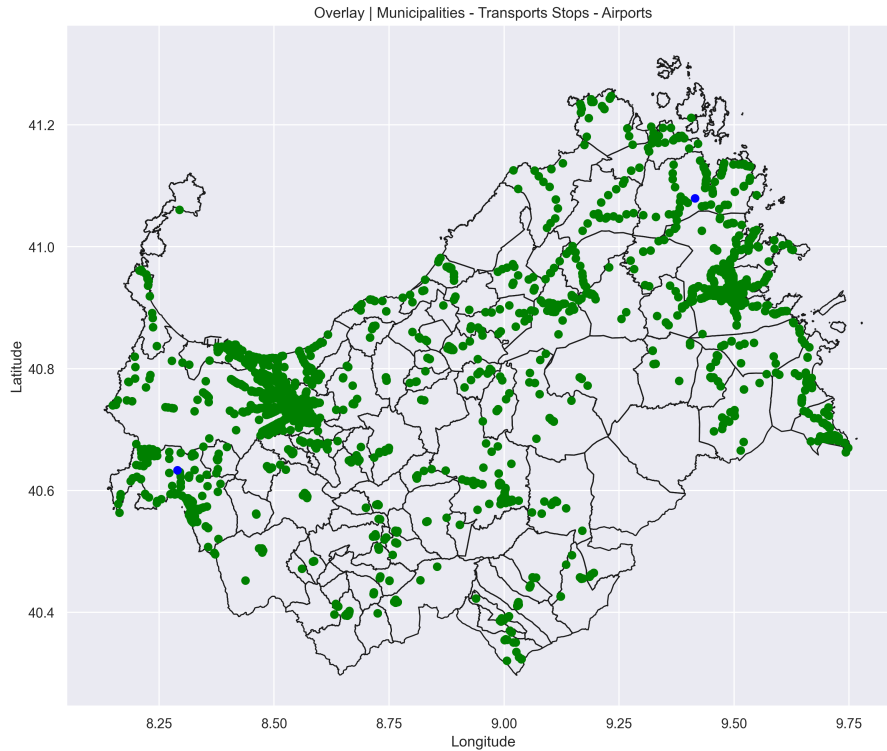 Overlay | Municipalities - Transports Stops - Airports
41.2
41.0
40.8
40.6
40.4
Latitude
8.25 8.50 8.75 9.00 9.25 9.50 9.75
Longitude